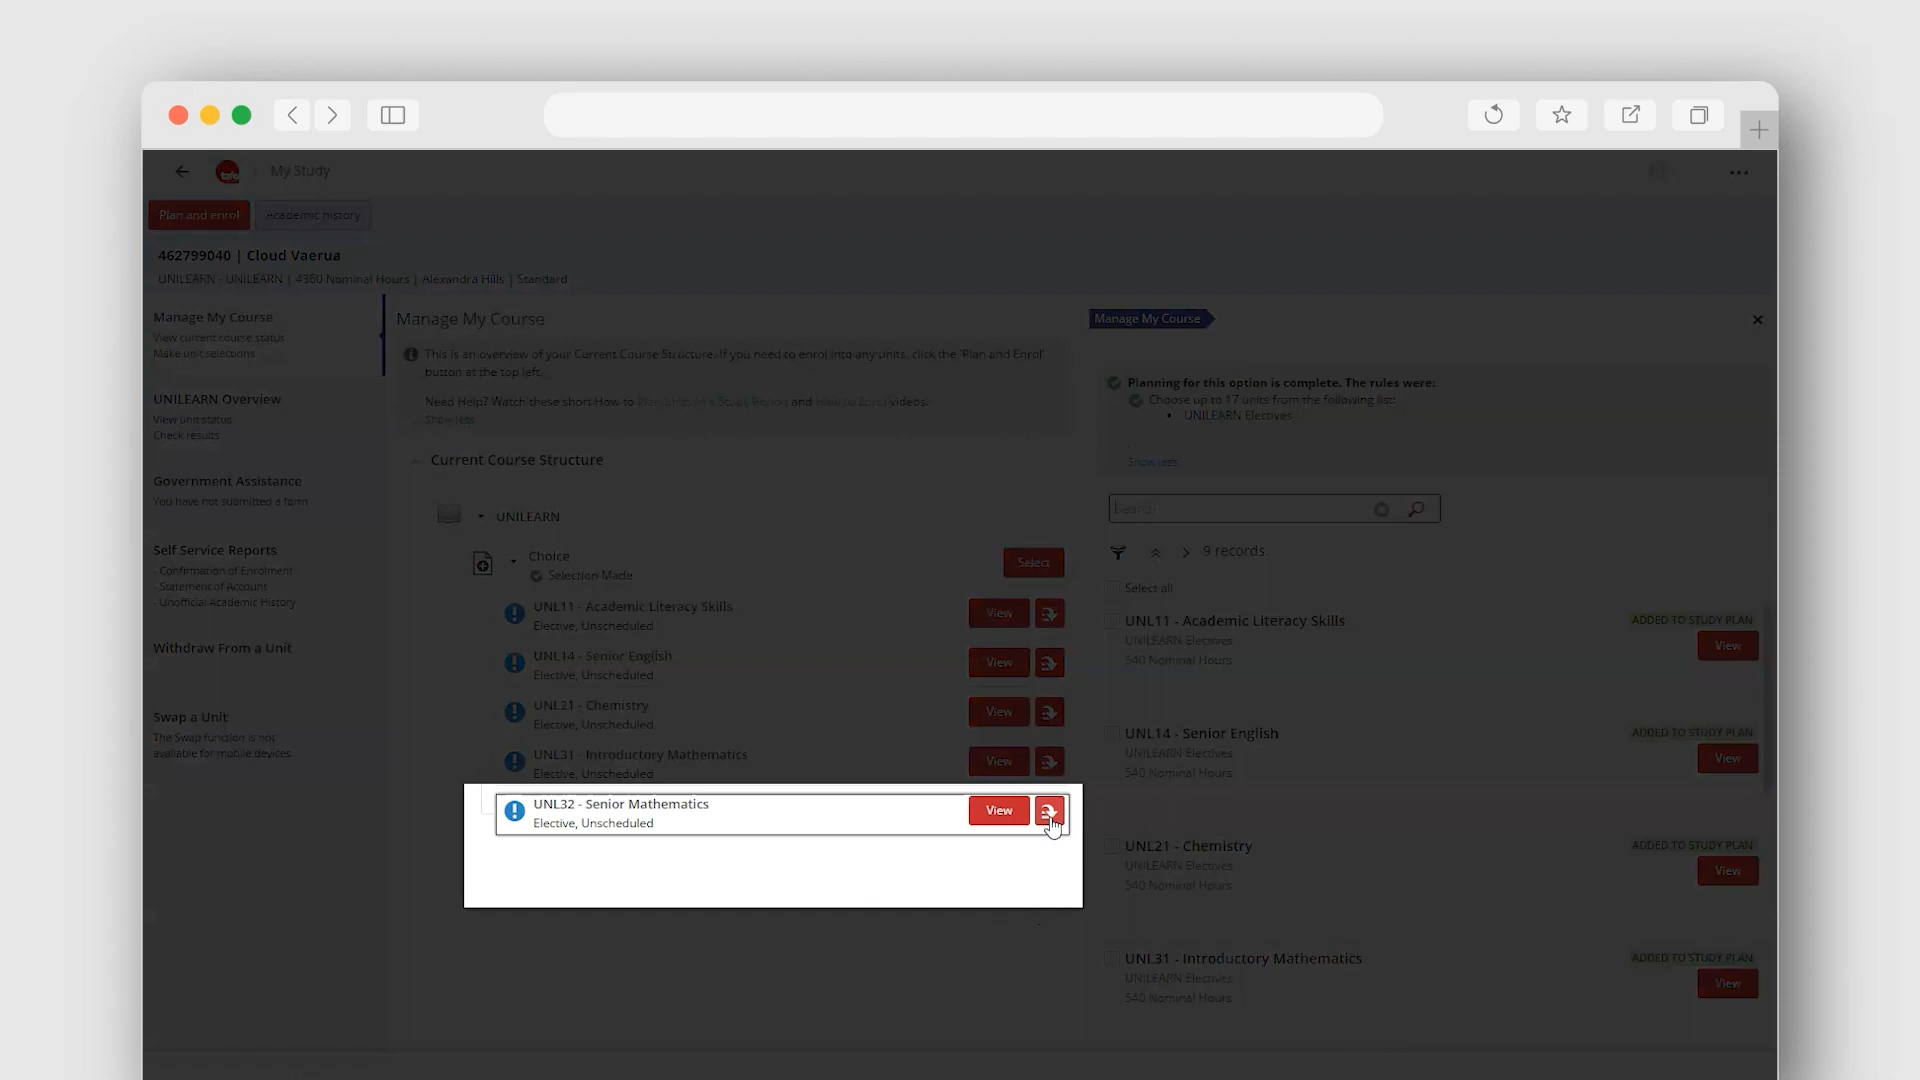 tafe
My Study
Plan and enrol
Academic history
462799040 | Cloud Vaerua
UNILEARN - UNILEARN | 4360 Nominal Hours | Alexandra Hills | Standard
Manage My Course
View current course status
Make unit selections
UNILEARN Overview
View unit status
Check results
Government Assistance
You have not submitted a form
Self Service Reports
- Confirmation of Enrolment
- Statement of Account
- Unofficial Academic History
Withdraw From a Unit
Swap a Unit
The Swap function is not
available for mobile devices
Manage My Course
This is an overview of your Current Course Structure. If you need to enrol into any units, click the 'Plan and Enrol'
button at the top left.
Need Help? Watch these short How to Plan Units in a Study Period and How to Enrol videos.
Show less
Current Course Structure
UNILEARN
Choice
Select
Selection Made
UNL11 - Academic Literacy Skills
Elective, Unscheduled
View
UNL14 - Senior English
Elective, Unscheduled
View
UNL21 - Chemistry
Elective, Unscheduled
View
UNL31 - Introductory Mathematics
Elective, Unscheduled
View
UNL32 - Senior Mathematics
Elective, Unscheduled
View
Manage My Course
Planning for this option is complete. The rules were:
Choose up to 17 units from the following list:
• UNILEARN Electives
Show less
Search
9 records
Select all
UNL11 - Academic Literacy Skills
ADDED TO STUDY PLAN
UNILEARN Electives
View
540 Nominal Hours
UNL14 - Senior English
ADDED TO STUDY PLAN
UNILEARN Electives
View
540 Nominal Hours
UNL21 - Chemistry
ADDED TO STUDY PLAN
UNILEARN Electives
View
540 Nominal Hours
UNL31 - Introductory Mathematics
ADDED TO STUDY PLAN
UNILEARN Electives
View
540 Nominal Hours